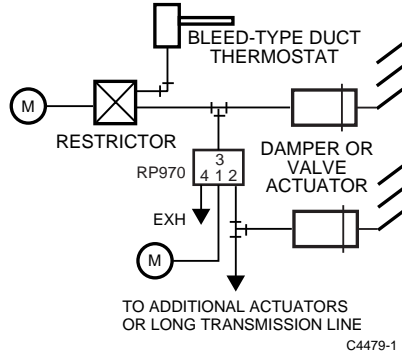 BLEED-TYPE DUCT
THERMOSTAT
M
RESTRICTOR
DAMPER OR
VALVE
ACTUATOR
RP970
3
4 1 2
EXH
M
TO ADDITIONAL ACTUATORS
OR LONG TRANSMISSION LINE
C4479-1